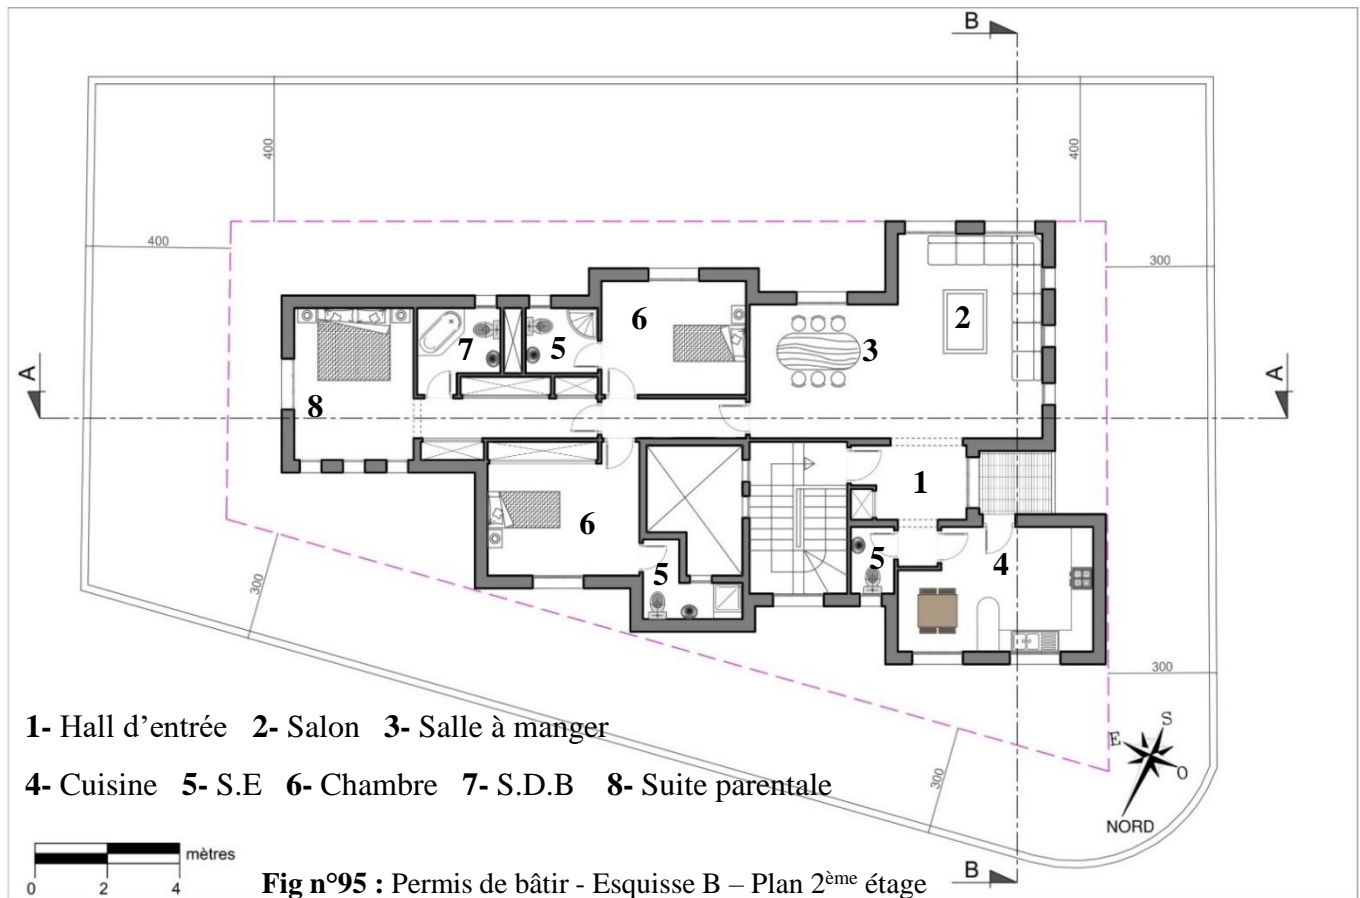 B
400
400
400
300
A
A
6
2
3
7
5
8
1
6
5
5
4
300
300
300
1- Hall d’entrée 2- Salon 3- Salle à manger
4- Cuisine 5- S.E 6- Chambre 7- S.D.B 8- Suite parentale
S
E
O
NORD
mètres
0 2 4
B
Fig n°95 : Permis de bâtir - Esquisse B – Plan 2ème étage